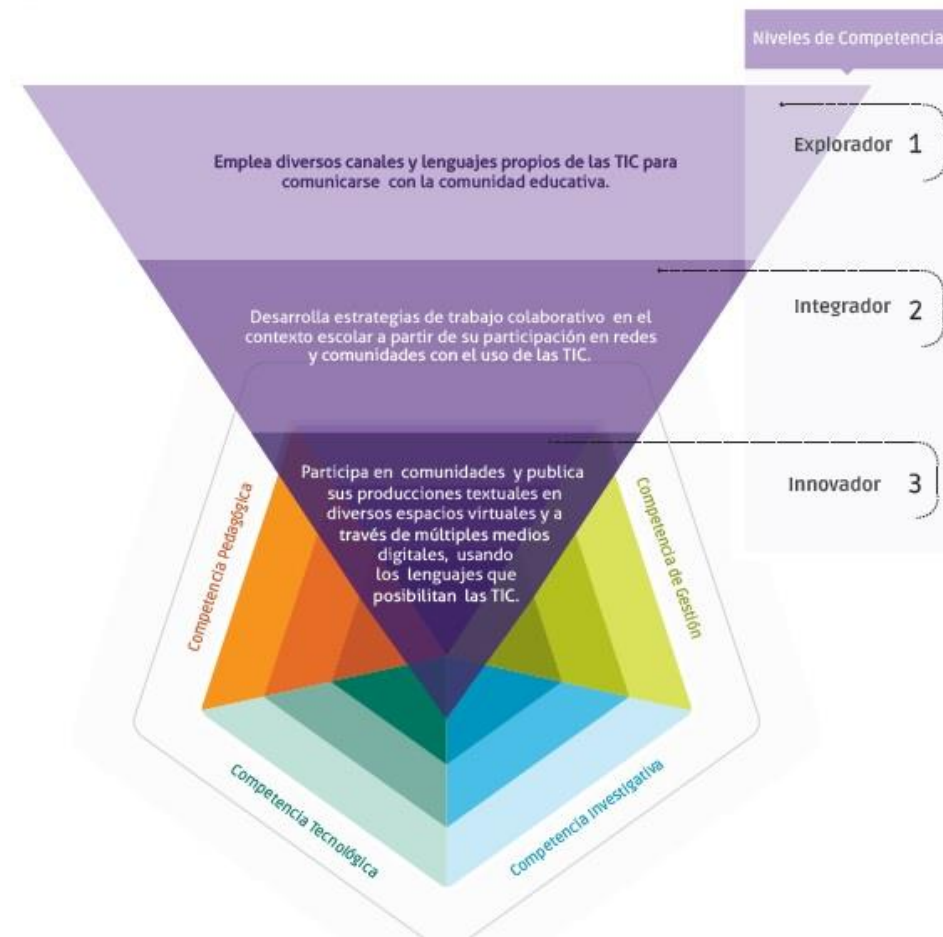 Niveles de Competencia
Explorador 1
Emplea diversos canales y lenguajes propios de las TIC para
comunicarse con la comunidad educativa.
Integrador 2
Desarrolla estrategias de trabajo colaborativo en el
contexto escolar a partir de su participación en redes
y comunidades con el uso de las TIC.
Innovador 3
Participa en comunidades y publica
sus producciones textuales en
diversos espacios virtuales y a
través de múltiples medios
digitales, usando
los lenguajes que
posibilitan las TIC.
Competencia Pedagógica
Competencia de Gestión
Competencia Tecnológica
Competencia Investigativa